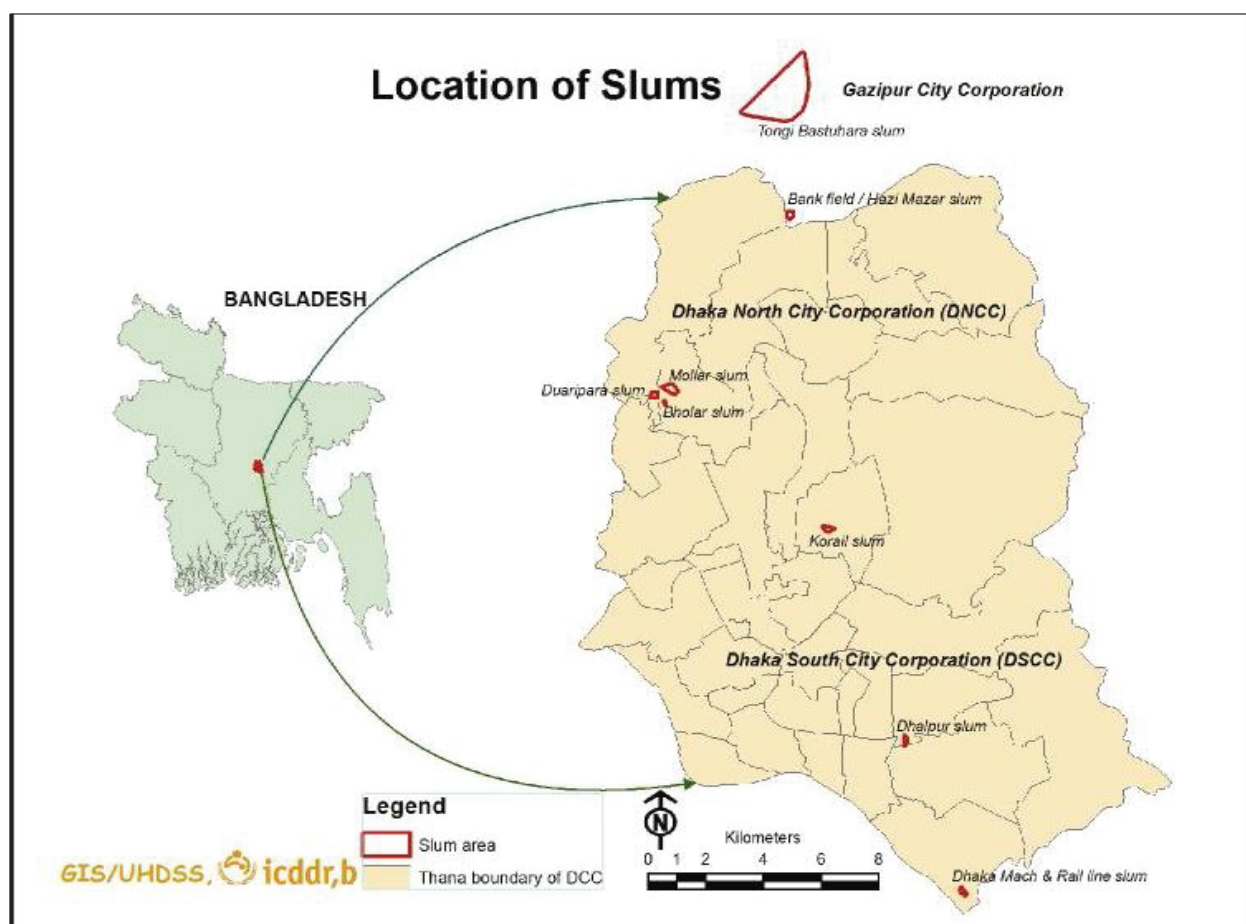 Location of Slums
Gazipur City Corporation
Tongi Bastuhara slum
Bank field / Hazi Mazar slum
BANGLADESH
Dhaka North City Corporation (DNCC)
Mollar slum
Duaripara slum
Bholar slum
Korail slum
Dhaka South City Corporation (DSCC)
Dhalpur slum
Legend
Slum area
Thana boundary of DCC
N
Kilometers
0 1 2 4 6 8
Dhaka Mach & Rail line slum
GIS/UHDSS, icddr,b